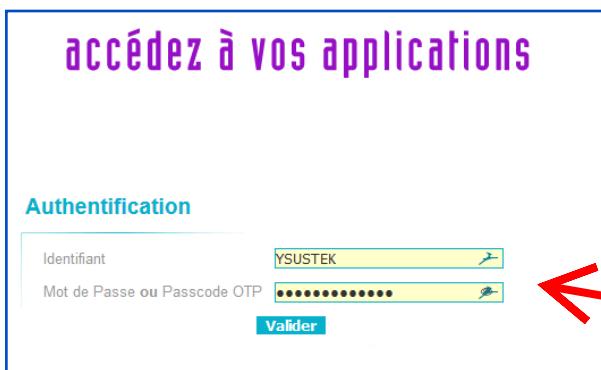 accédez à vos applications
Authentification
Identifiant YSUSTEK
Mot de Passe ou Passcode OTP •••••••••••••
Valider